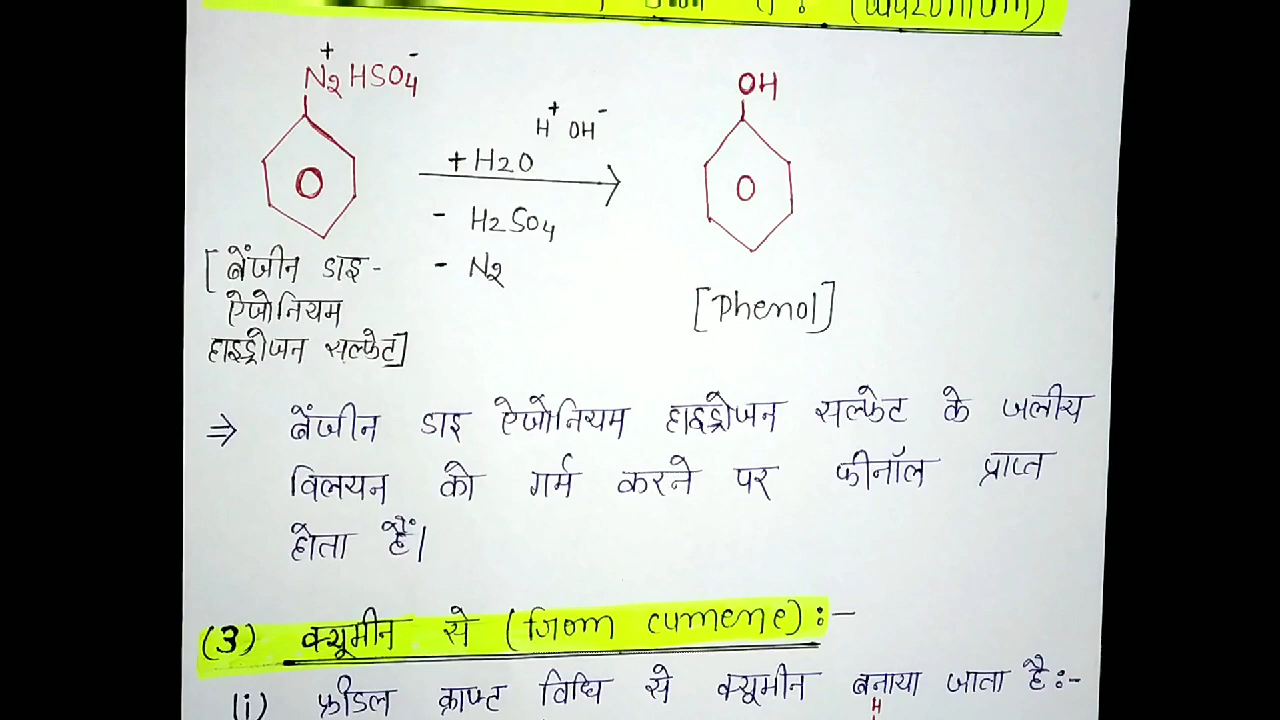 से : (diazonium)
N₂⁺ HSO₄⁻
OH
H⁺ OH⁻
+H₂O
- H₂SO₄
- N₂
[बेंजीन डाइ-
ऐजोनियम
हाइड्रोजन सल्फेट]
[Phenol]
⇒ बेंजीन डाइ ऐजोनियम हाइड्रोजन सल्फेट के जलीय
विलयन को गर्म करने पर फीनॉल प्राप्त
होता हैं।
(3) क्यूमीन से (from cumene) :-
(i) फ्रीडल क्राफ्ट विधि से क्यूमीन बनाया जाता है:-
H